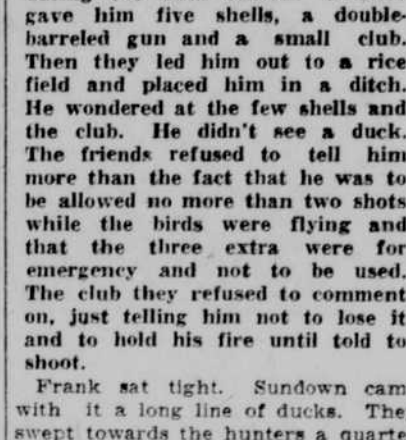 gave him five shells, a double-
barreled gun and a small club.
Then they led him out to a rice
field and placed him in a ditch.
He wondered at the few shells and
the club. He didn't see a duck.
The friends refused to tell him
more than the fact that he was to
be allowed no more than two shots
while the birds were flying and
that the three extra were for
emergency and not to be used.
The club they refused to comment
on, just telling him not to lose it
and to hold his fire until told to
shoot.
Frank sat tight. Sundown cam
with it a long line of ducks. The
swept towards the hunters a quarte